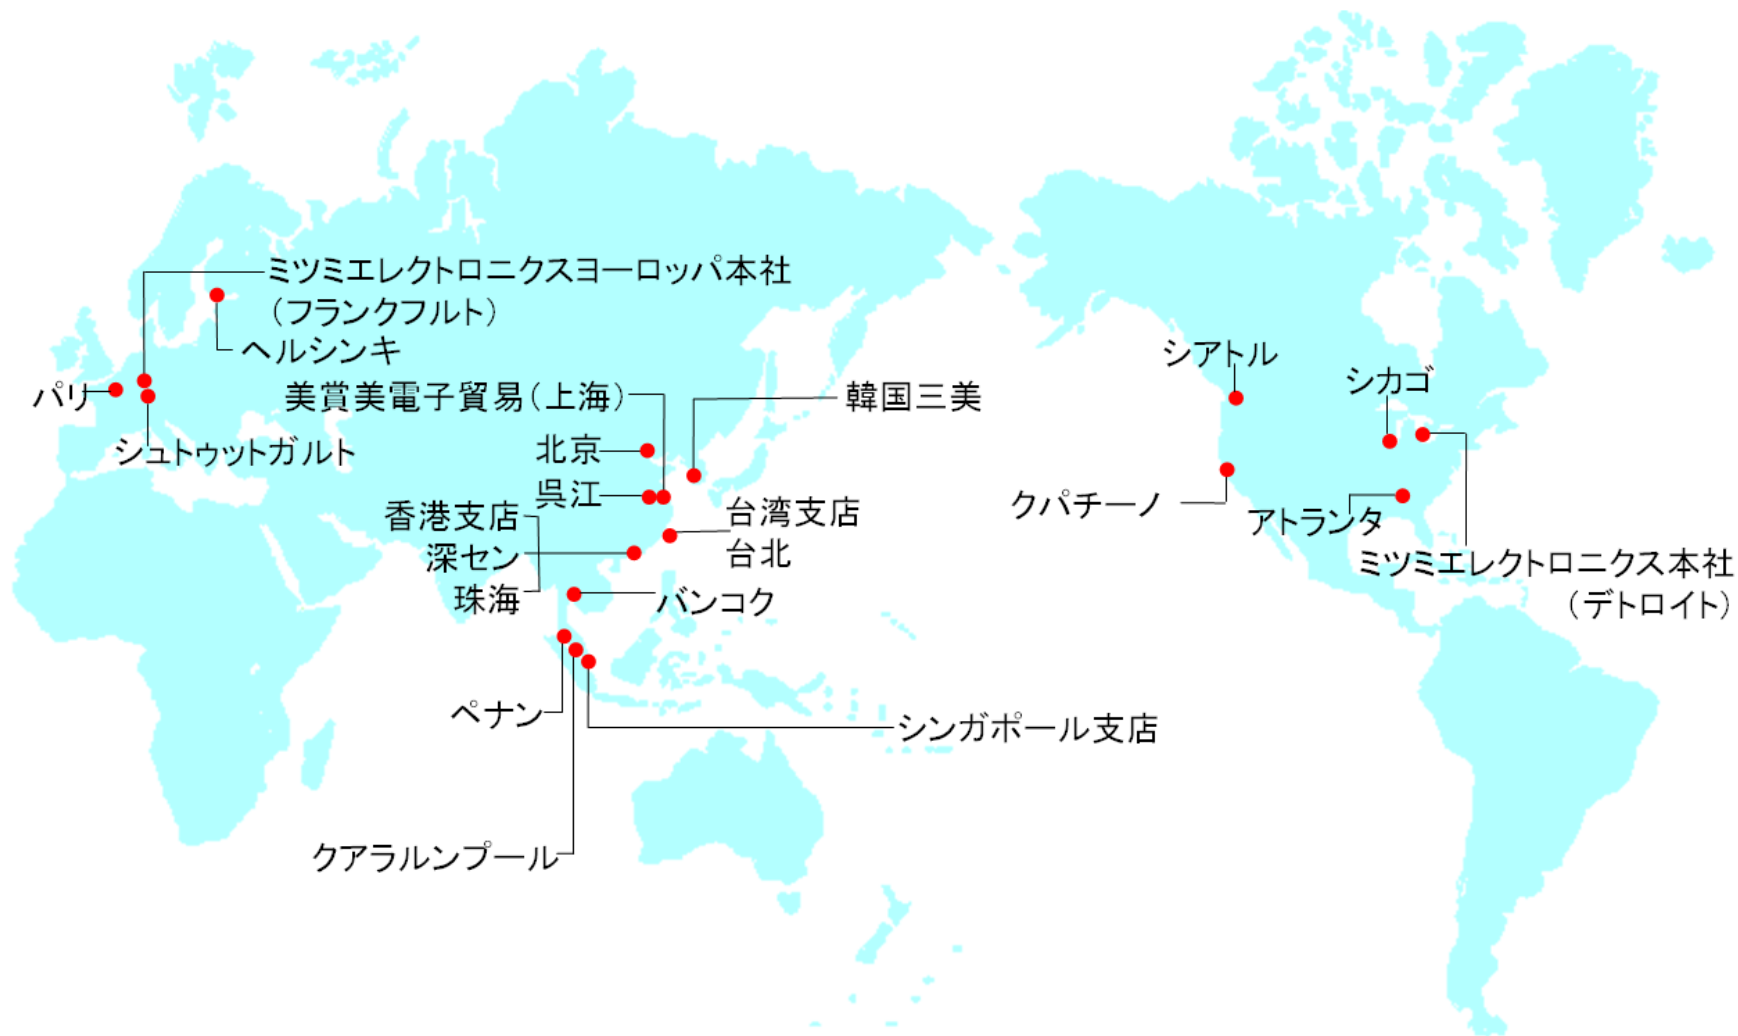 ミツミエレクトロニクスヨーロッパ本社
（フランクフルト）
ヘルシンキ
パリ
シュトゥットガルト
美賞美電子貿易（上海）
韓国三美
北京
呉江
香港支店
深セン
珠海
台湾支店
台北
バンコク
ペナン
シンガポール支店
クアラルンプール
シアトル
シカゴ
クパチーノ
アトランタ
ミツミエレクトロニクス本社
（デトロイト）